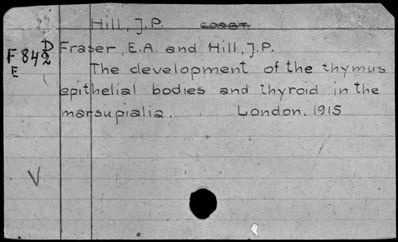 Hill, J.P.
F842 D
E
Fraser, E.A. and Hill, J.P.
The development of the thymus
epithelial bodies and thyroid in the
marsupialia. London, 1915
V